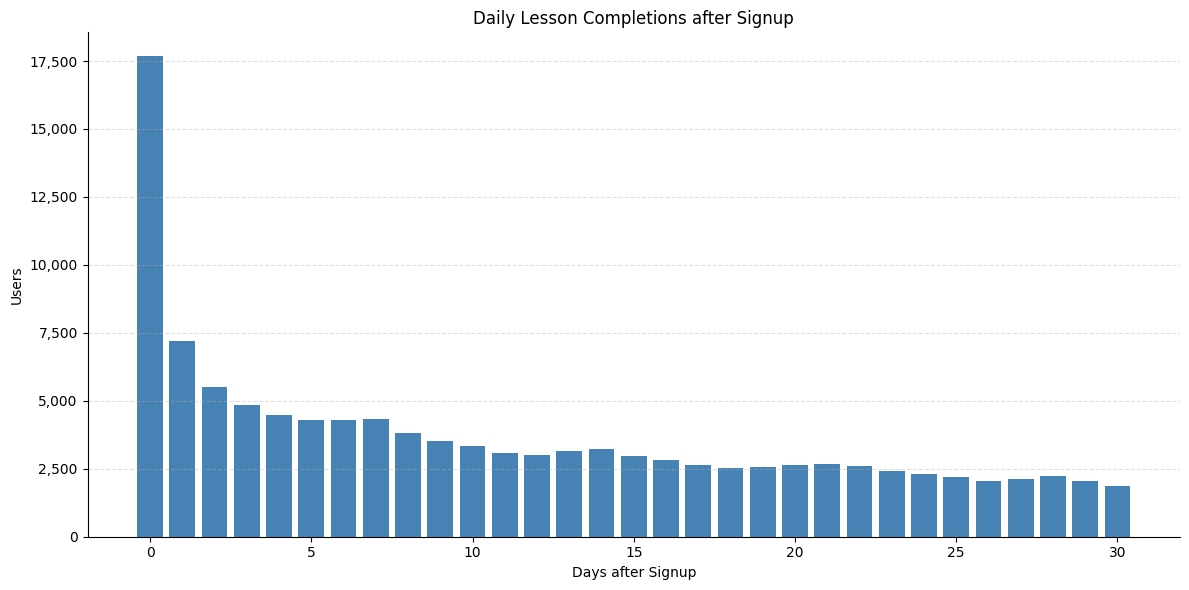 Daily Lesson Completions after Signup
17,500
15,000
12,500
10,000
7,500
5,000
2,500
0
Users
0 5 10 15 20 25 30
Days after Signup